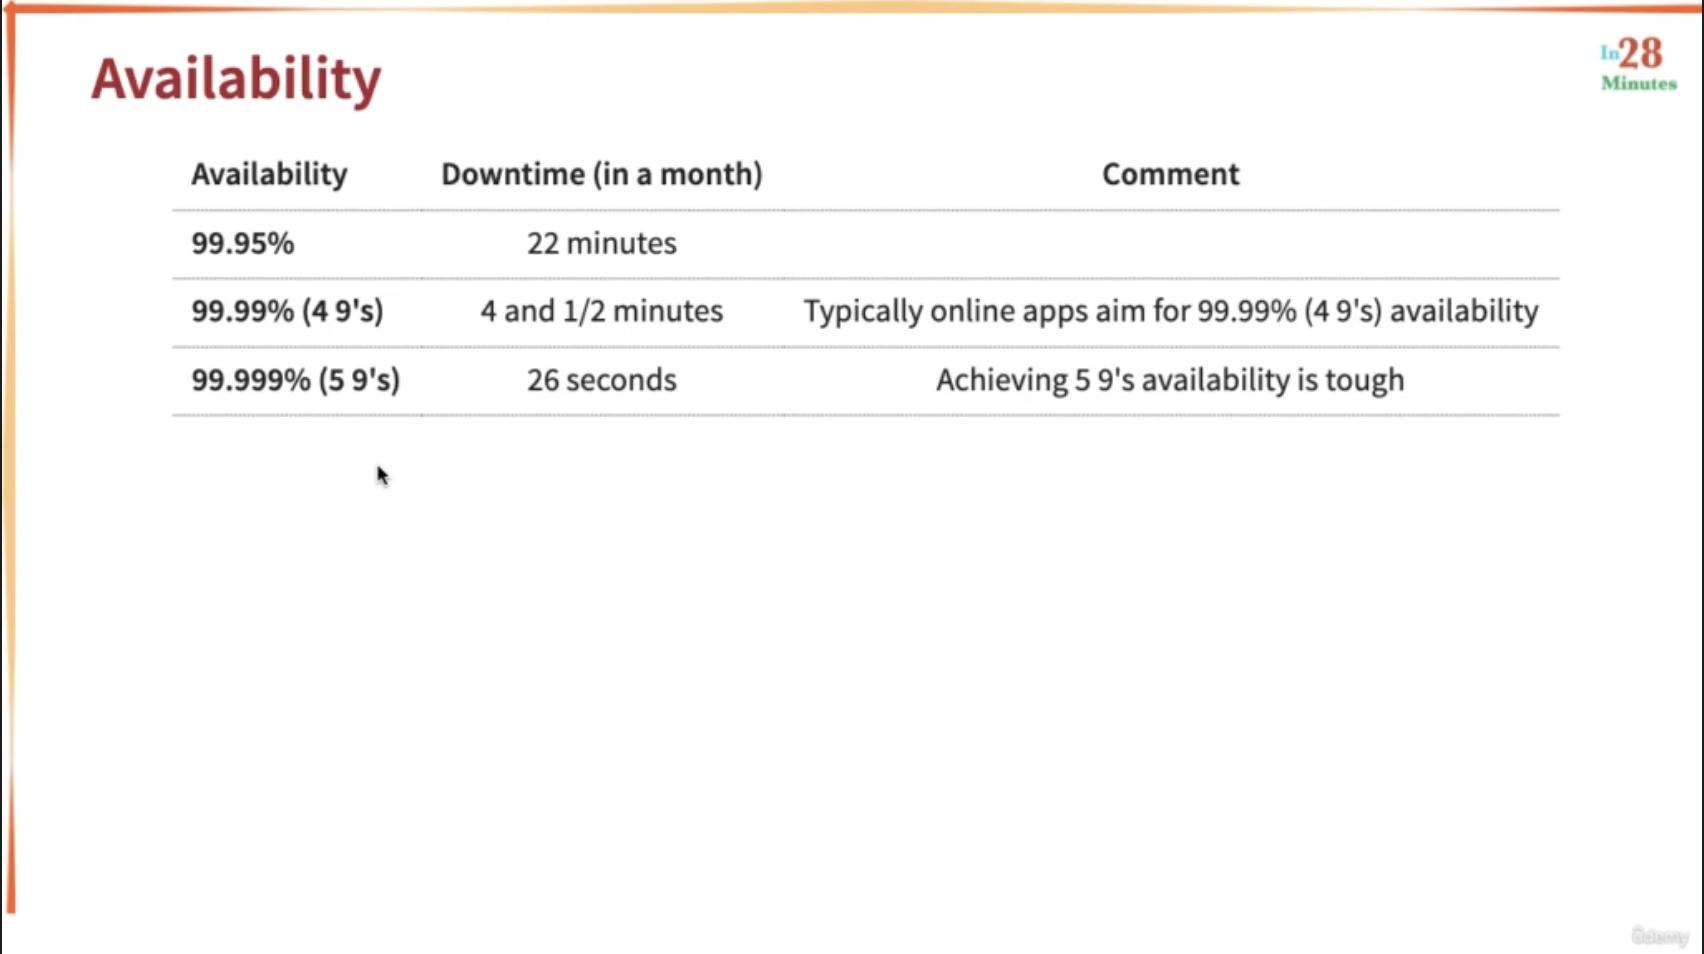 Availability
In28
Minutes
Availability Downtime (in a month) Comment
99.95% 22 minutes
99.99% (4 9's) 4 and 1/2 minutes Typically online apps aim for 99.99% (4 9's) availability
99.999% (5 9's) 26 seconds Achieving 5 9's availability is tough
ûdemy